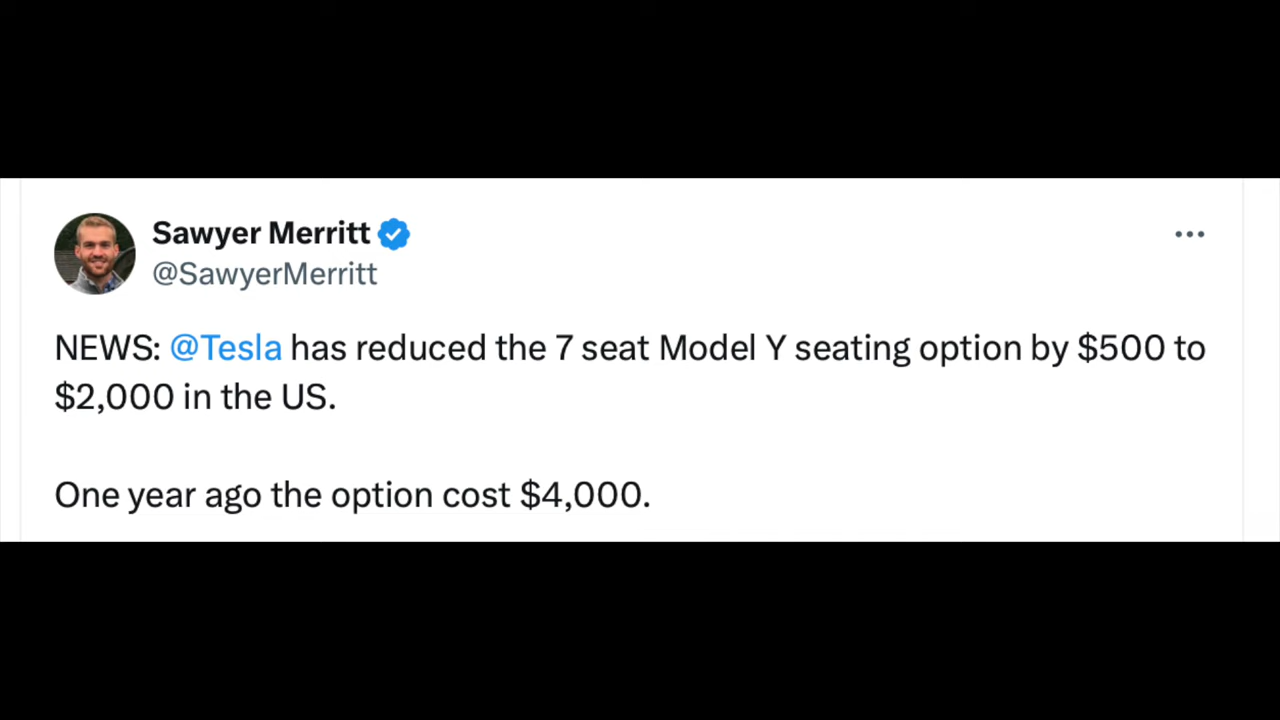 Sawyer Merritt
@SawyerMerritt
NEWS: @Tesla has reduced the 7 seat Model Y seating option by $500 to
$2,000 in the US.
One year ago the option cost $4,000.